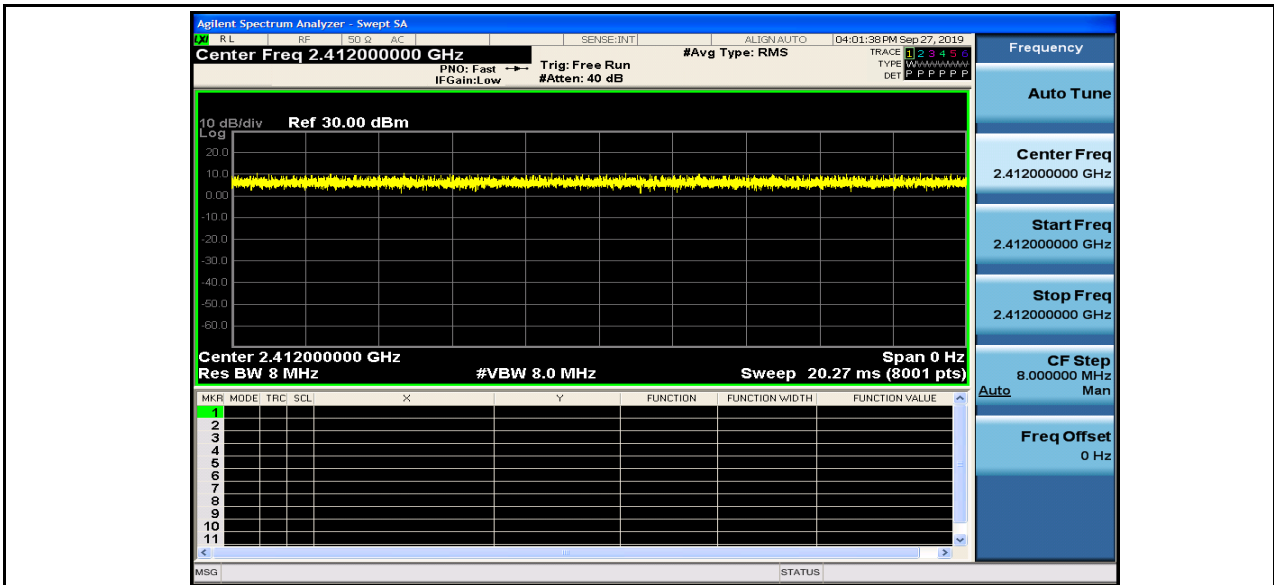 Agilent Spectrum Analyzer - Swept SA
LXI RL RF 50 Ω AC SENSE:INT ALIGN AUTO 04:01:38 PM Sep 27, 2019
Center Freq 2.412000000 GHz
PNO: Fast
IFGain:Low
Trig: Free Run
#Atten: 40 dB
#Avg Type: RMS
TRACE 1 2 3 4 5 6
TYPE
DET P P P P P P
10 dB/div Ref 30.00 dBm
Log
20.0
10.0
0.00
-10.0
-20.0
-30.0
-40.0
-50.0
-60.0
Center 2.412000000 GHz Span 0 Hz
Res BW 8 MHz #VBW 8.0 MHz Sweep 20.27 ms (8001 pts)
MKR MODE TRC SCL X Y FUNCTION FUNCTION WIDTH FUNCTION VALUE
1
2
3
4
5
6
7
8
9
10
11
MSG STATUS
Frequency
Auto Tune
Center Freq
2.412000000 GHz
Start Freq
2.412000000 GHz
Stop Freq
2.412000000 GHz
CF Step
8.000000 MHz
Auto Man
Freq Offset
0 Hz